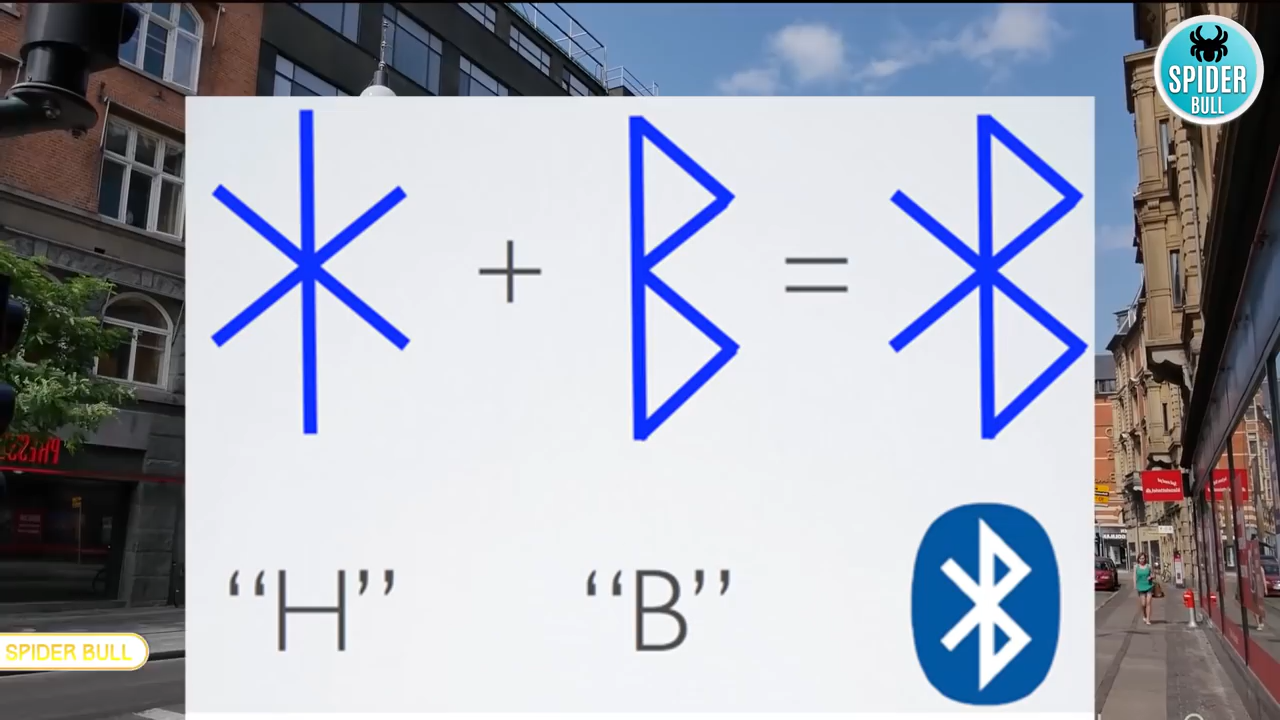 SPIDER
BULL
ᚼ + ᛒ =
“H” “B”
SPIDER BULL